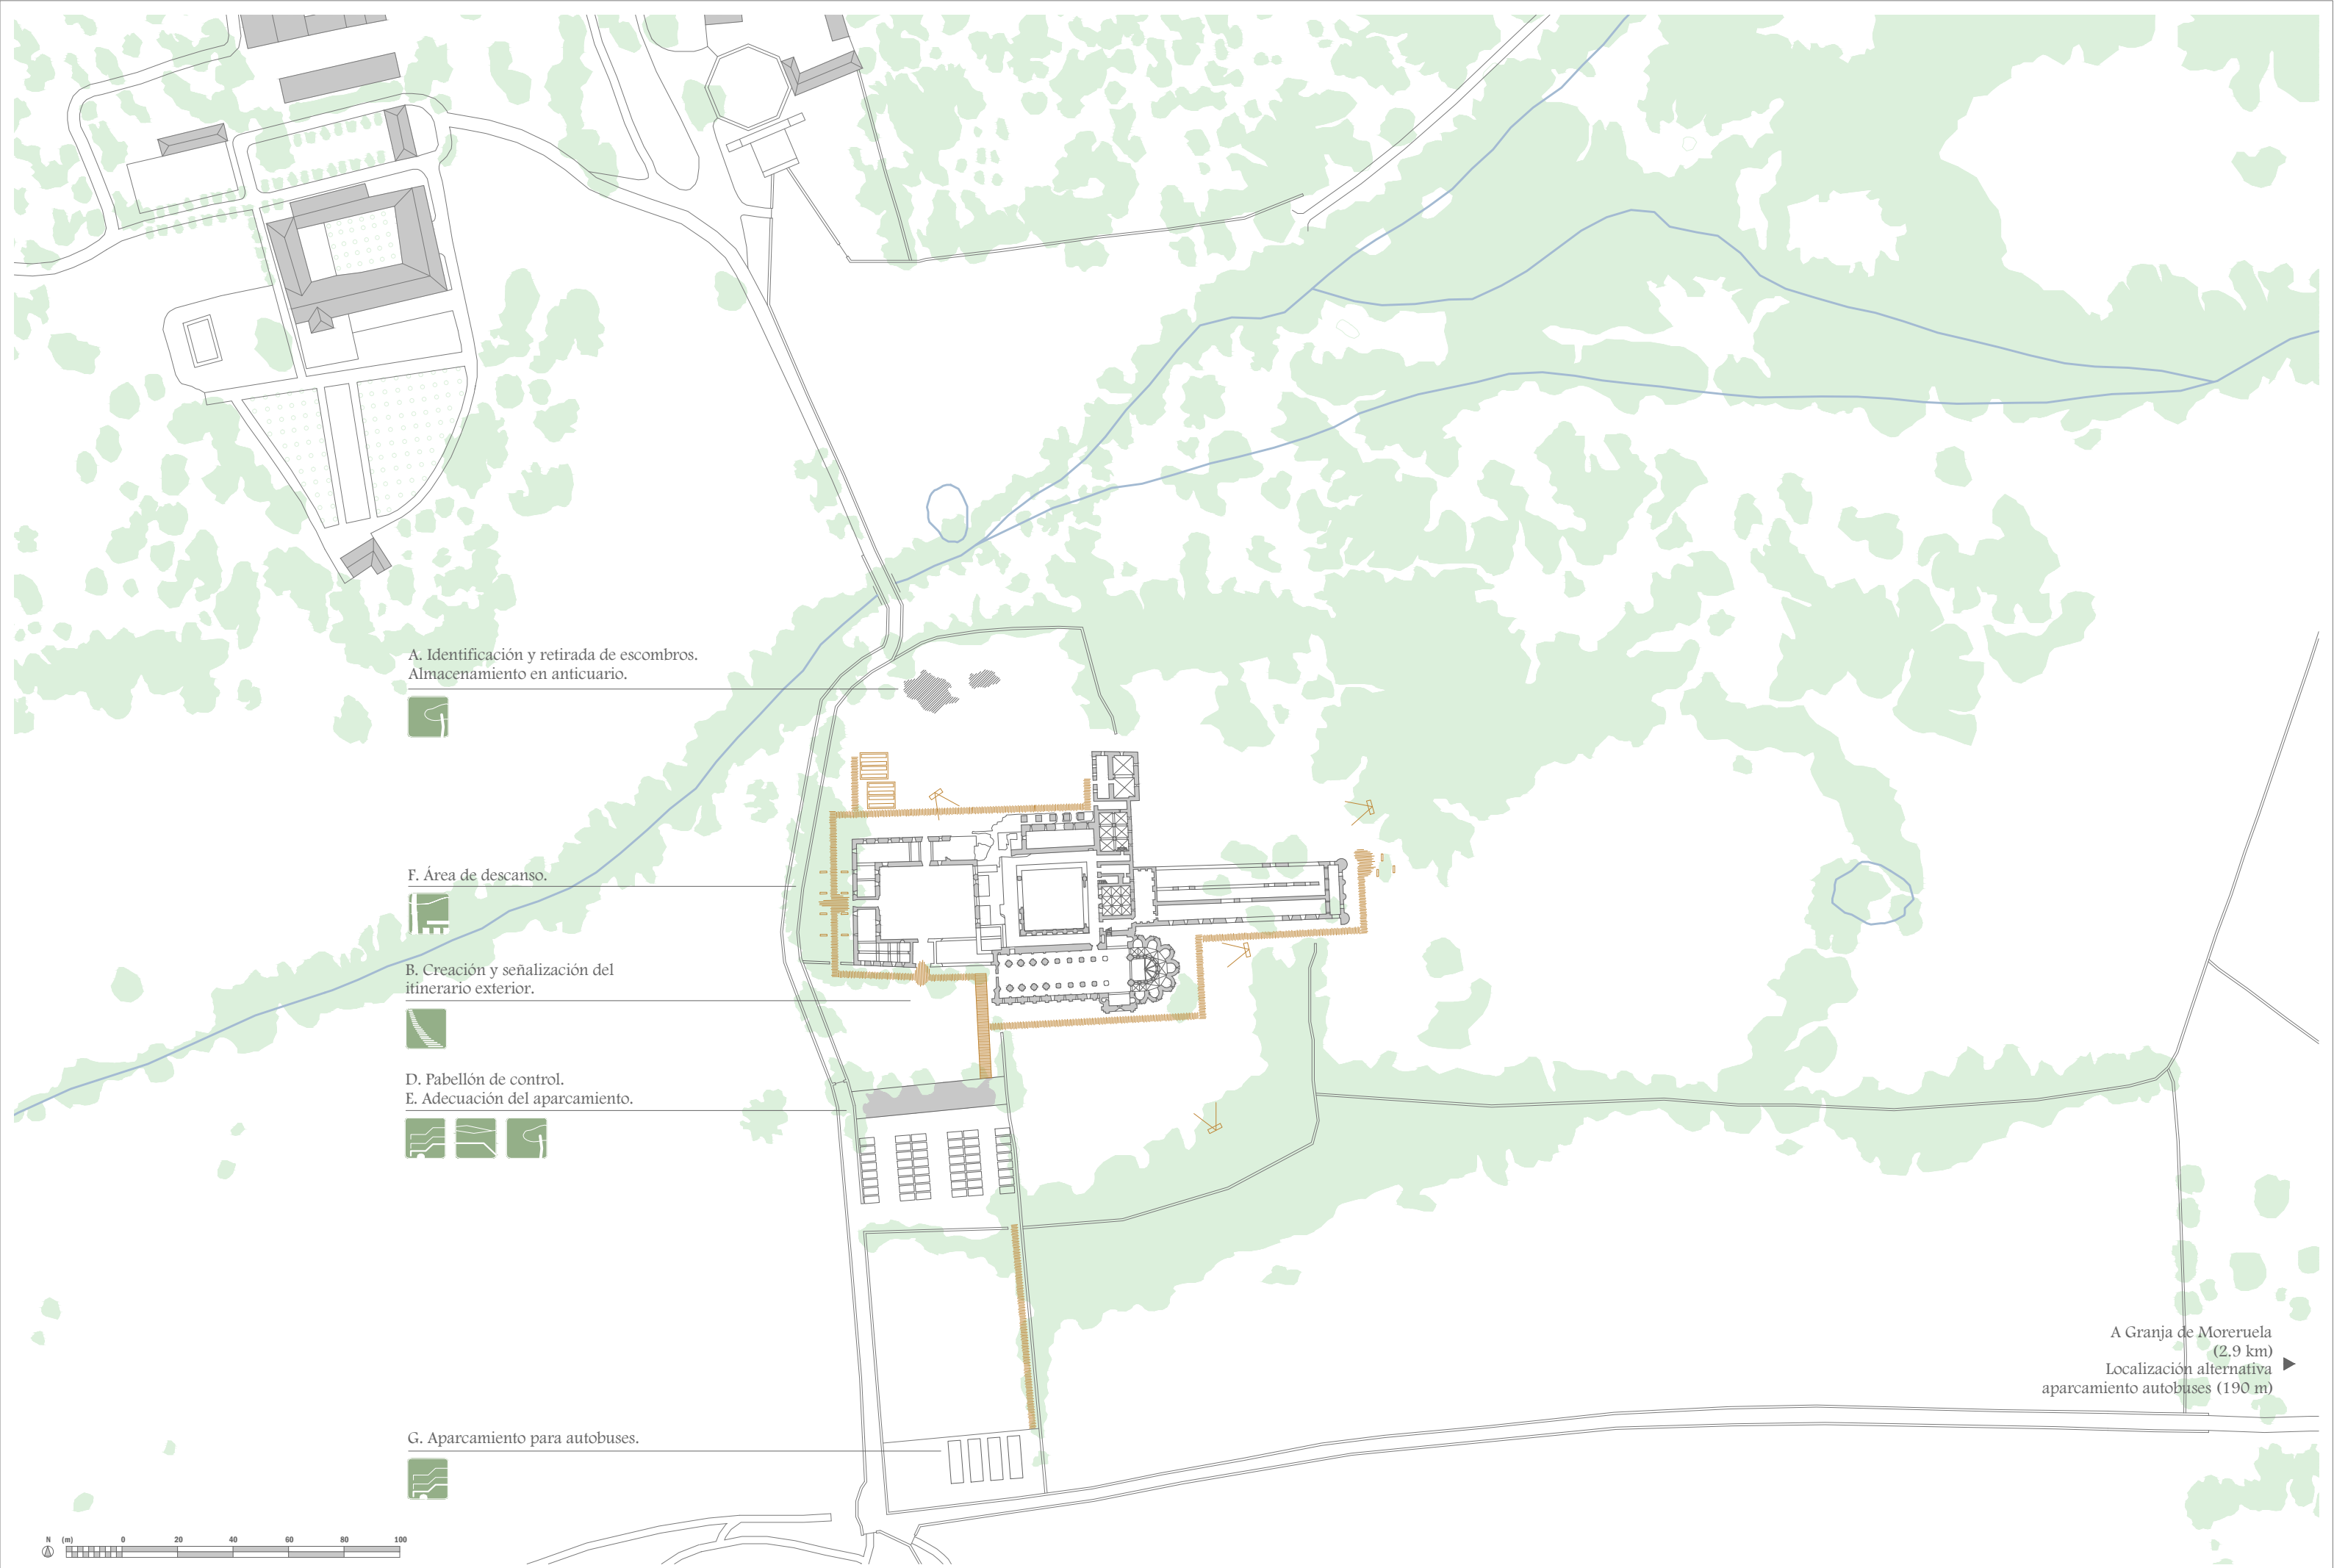 A. Identificación y retirada de escombros.
Almacenamiento en anticuario.
F. Área de descanso.
B. Creación y señalización del
itinerario exterior.
D. Pabellón de control.
E. Adecuación del aparcamiento.
A Granja de Moreruela
(2.9 km)
Localización alternativa
aparcamiento autobuses (190 m)
G. Aparcamiento para autobuses.
N (m) 0 20 40 60 80 100